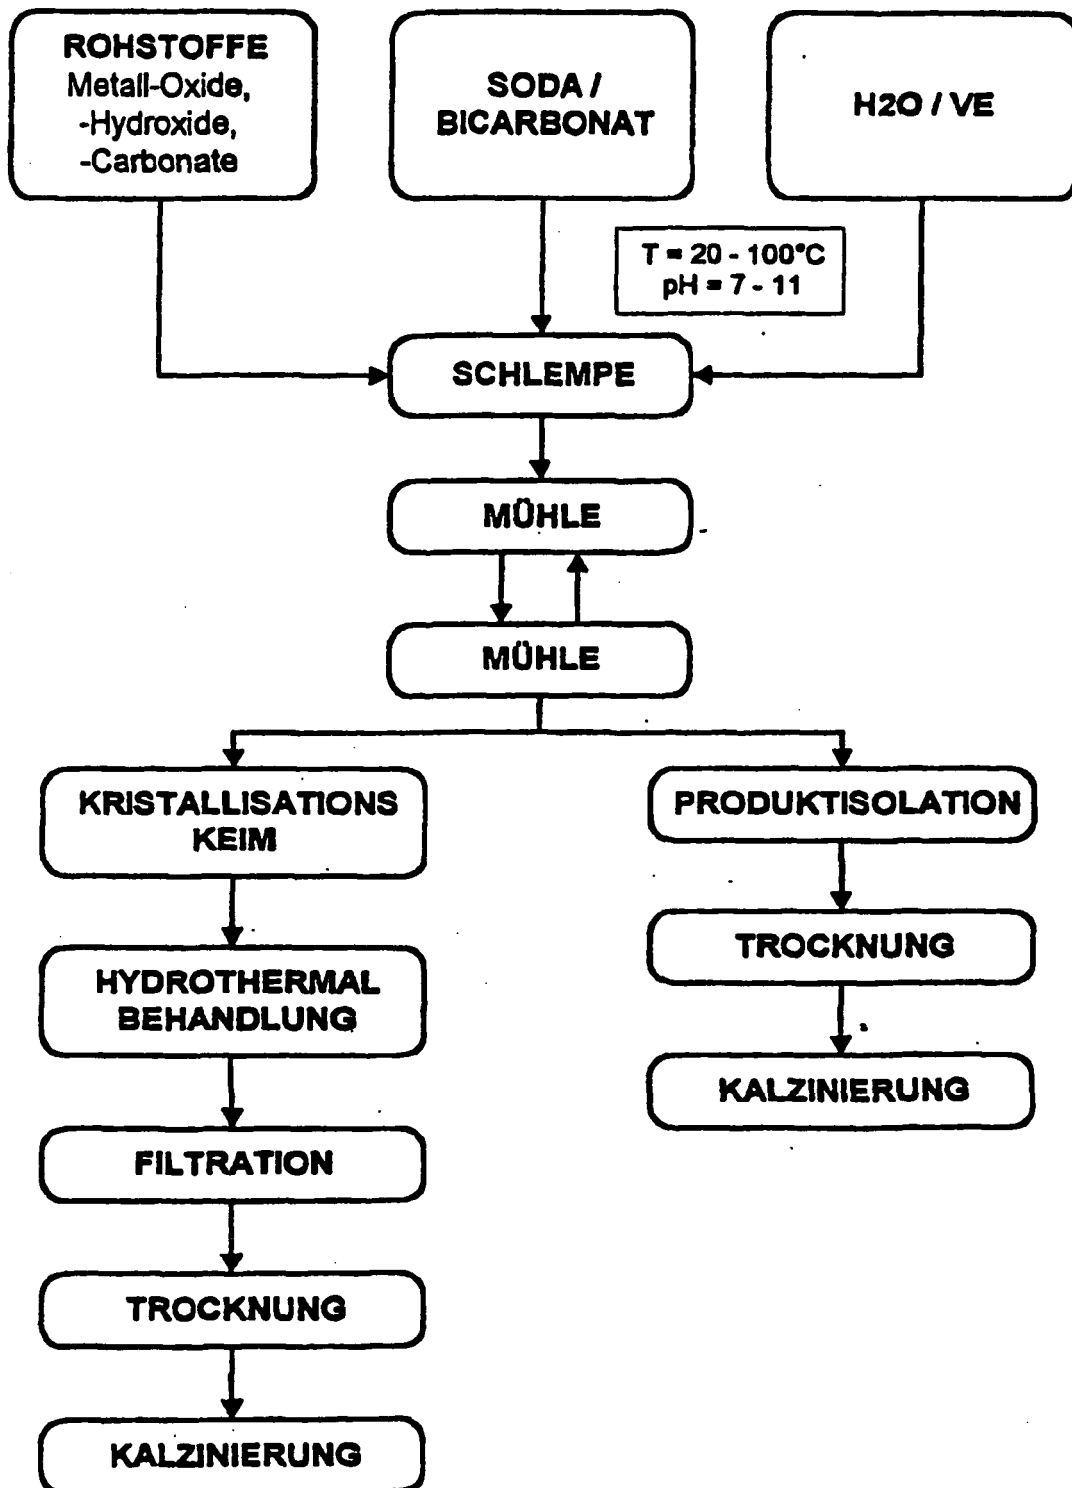 ROHSTOFFE
Metall-Oxide,
-Hydroxide,
-Carbonate
SODA /
BICARBONAT
H2O / VE
T = 20 - 100°C
pH = 7 - 11
SCHLEMPE
MÜHLE
MÜHLE
KRISTALLISATIONS
KEIM
HYDROTHERMAL
BEHANDLUNG
FILTRATION
TROCKNUNG
KALZINIERUNG
PRODUKTISOLATION
TROCKNUNG
KALZINIERUNG